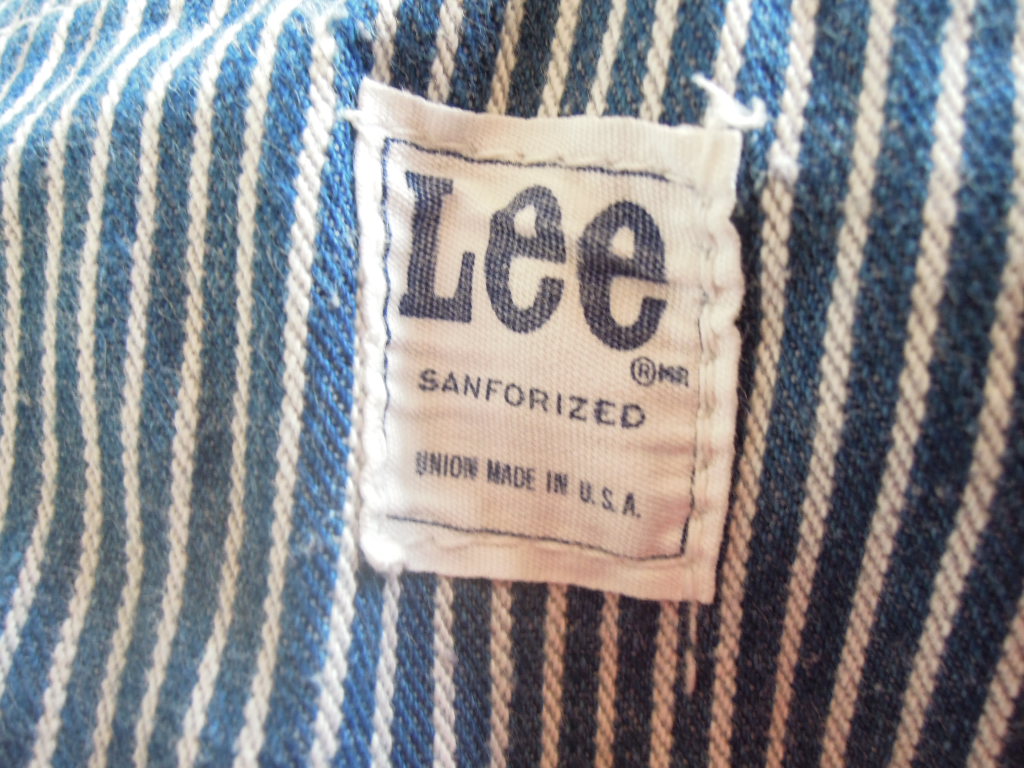 Lee
® MR
SANFORIZED
UNION MADE IN U.S.A.